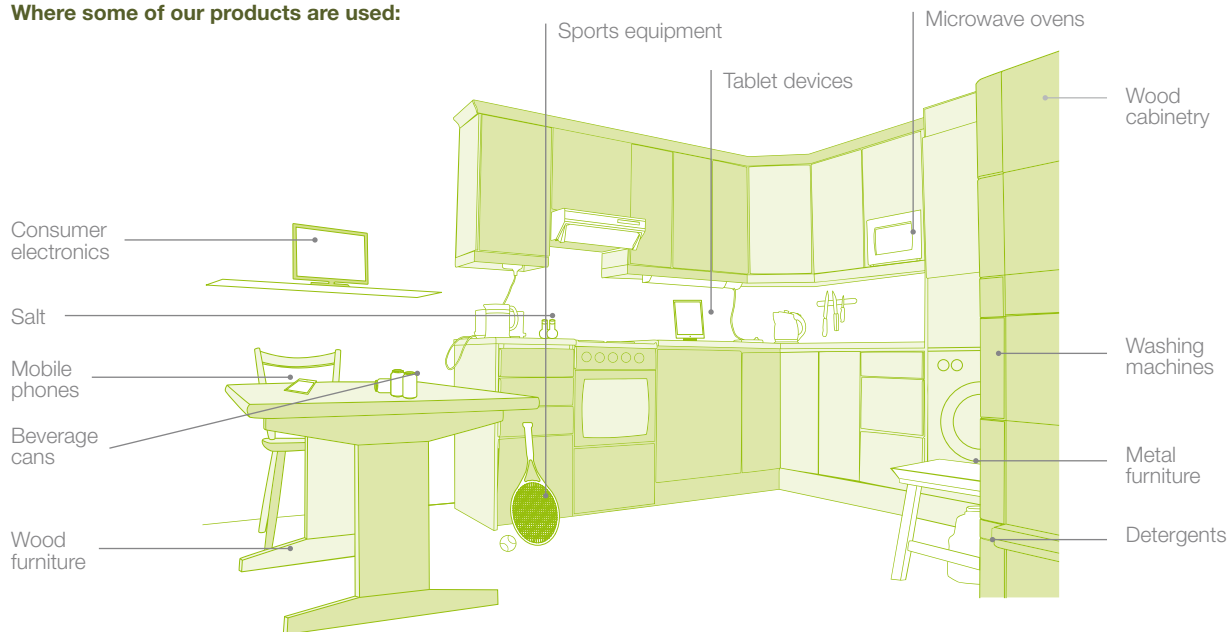 Where some of our products are used:
Sports equipment
Microwave ovens
Tablet devices
Wood
cabinetry
Consumer
electronics
Salt
Mobile
phones
Beverage
cans
Wood
furniture
Washing
machines
Metal
furniture
Detergents